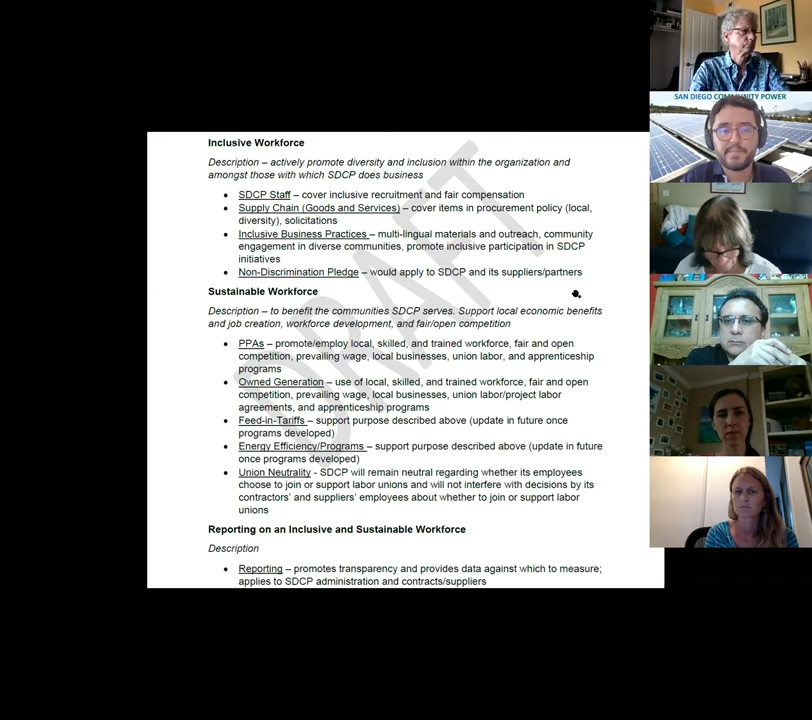 SAN DIEGO COMMUNITY POWER
Inclusive Workforce
Description – actively promote diversity and inclusion within the organization and
amongst those with which SDCP does business
• SDCP Staff – cover inclusive recruitment and fair compensation
• Supply Chain (Goods and Services) – cover items in procurement policy (local,
diversity), solicitations
• Inclusive Business Practices – multi-lingual materials and outreach, community
engagement in diverse communities, promote inclusive participation in SDCP
initiatives
• Non-Discrimination Pledge – would apply to SDCP and its suppliers/partners
Sustainable Workforce
Description – to benefit the communities SDCP serves. Support local economic benefits
and job creation, workforce development, and fair/open competition
• PPAs – promote/employ local, skilled, and trained workforce, fair and open
competition, prevailing wage, local businesses, union labor, and apprenticeship
programs
• Owned Generation – use of local, skilled, and trained workforce, fair and open
competition, prevailing wage, local businesses, union labor/project labor
agreements, and apprenticeship programs
• Feed-in-Tariffs – support purpose described above (update in future once
programs developed)
• Energy Efficiency/Programs – support purpose described above (update in future
once programs developed)
• Union Neutrality - SDCP will remain neutral regarding whether its employees
choose to join or support labor unions and will not interfere with decisions by its
contractors' and suppliers' employees about whether to join or support labor
unions
Reporting on an Inclusive and Sustainable Workforce
Description
• Reporting – promotes transparency and provides data against which to measure;
applies to SDCP administration and contracts/suppliers
DRAFT